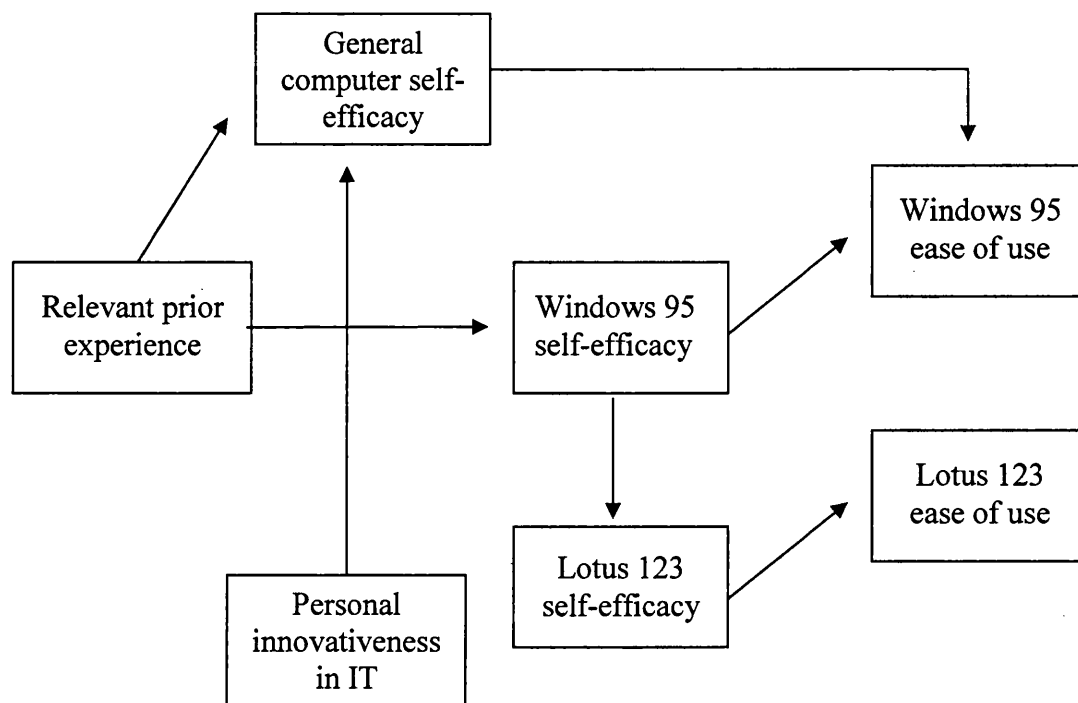 General
computer self-
efficacy
Windows 95
ease of use
Relevant prior
experience
Windows 95
self-efficacy
Lotus 123
ease of use
Lotus 123
self-efficacy
Personal
innovativeness
in IT